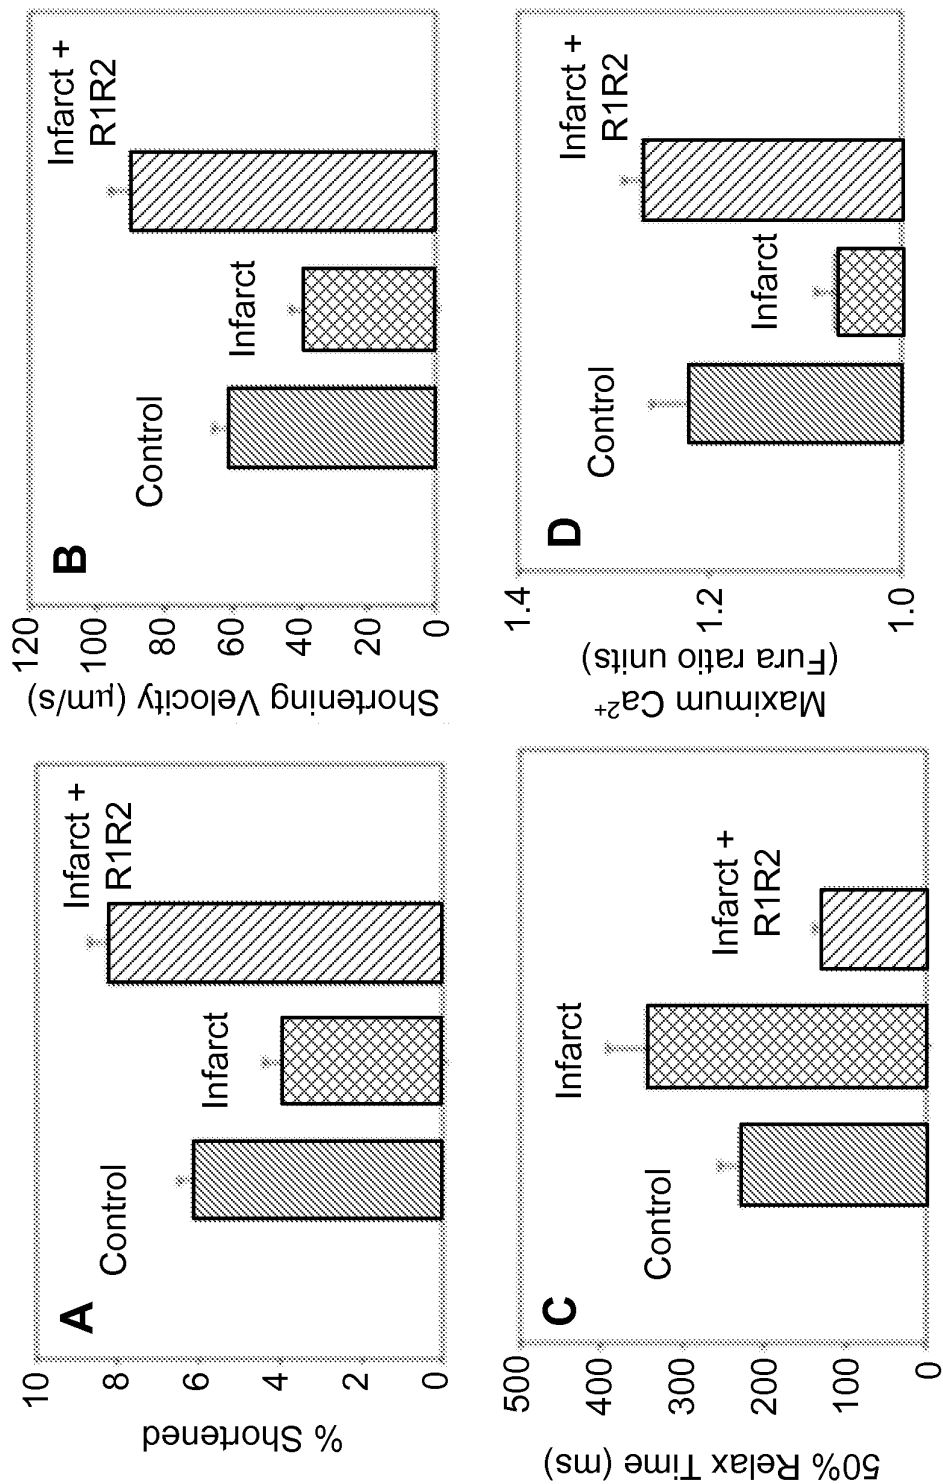 A
% Shortened
10
8
6
4
2
0
Control
Infarct
Infarct +
R1R2
B
Shortening Velocity (μm/s)
120
100
80
60
40
20
0
Control
Infarct
Infarct +
R1R2
C
50% Relax Time (ms)
500
400
300
200
100
0
Control
Infarct
Infarct +
R1R2
D
Maximum Ca²⁺
(Fura ratio units)
1.4
1.2
1.0
Control
Infarct
Infarct +
R1R2